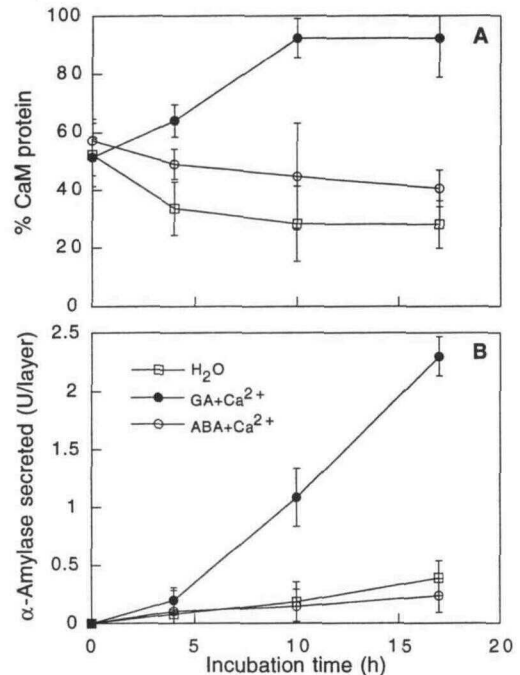 100
A
80
60
40
20
0
% CaM protein
2.5
B
H₂O
GA+Ca²⁺
ABA+Ca²⁺
2
1.5
1
0.5
0
α-Amylase secreted (U/layer)
0 5 10 15 20
Incubation time (h)